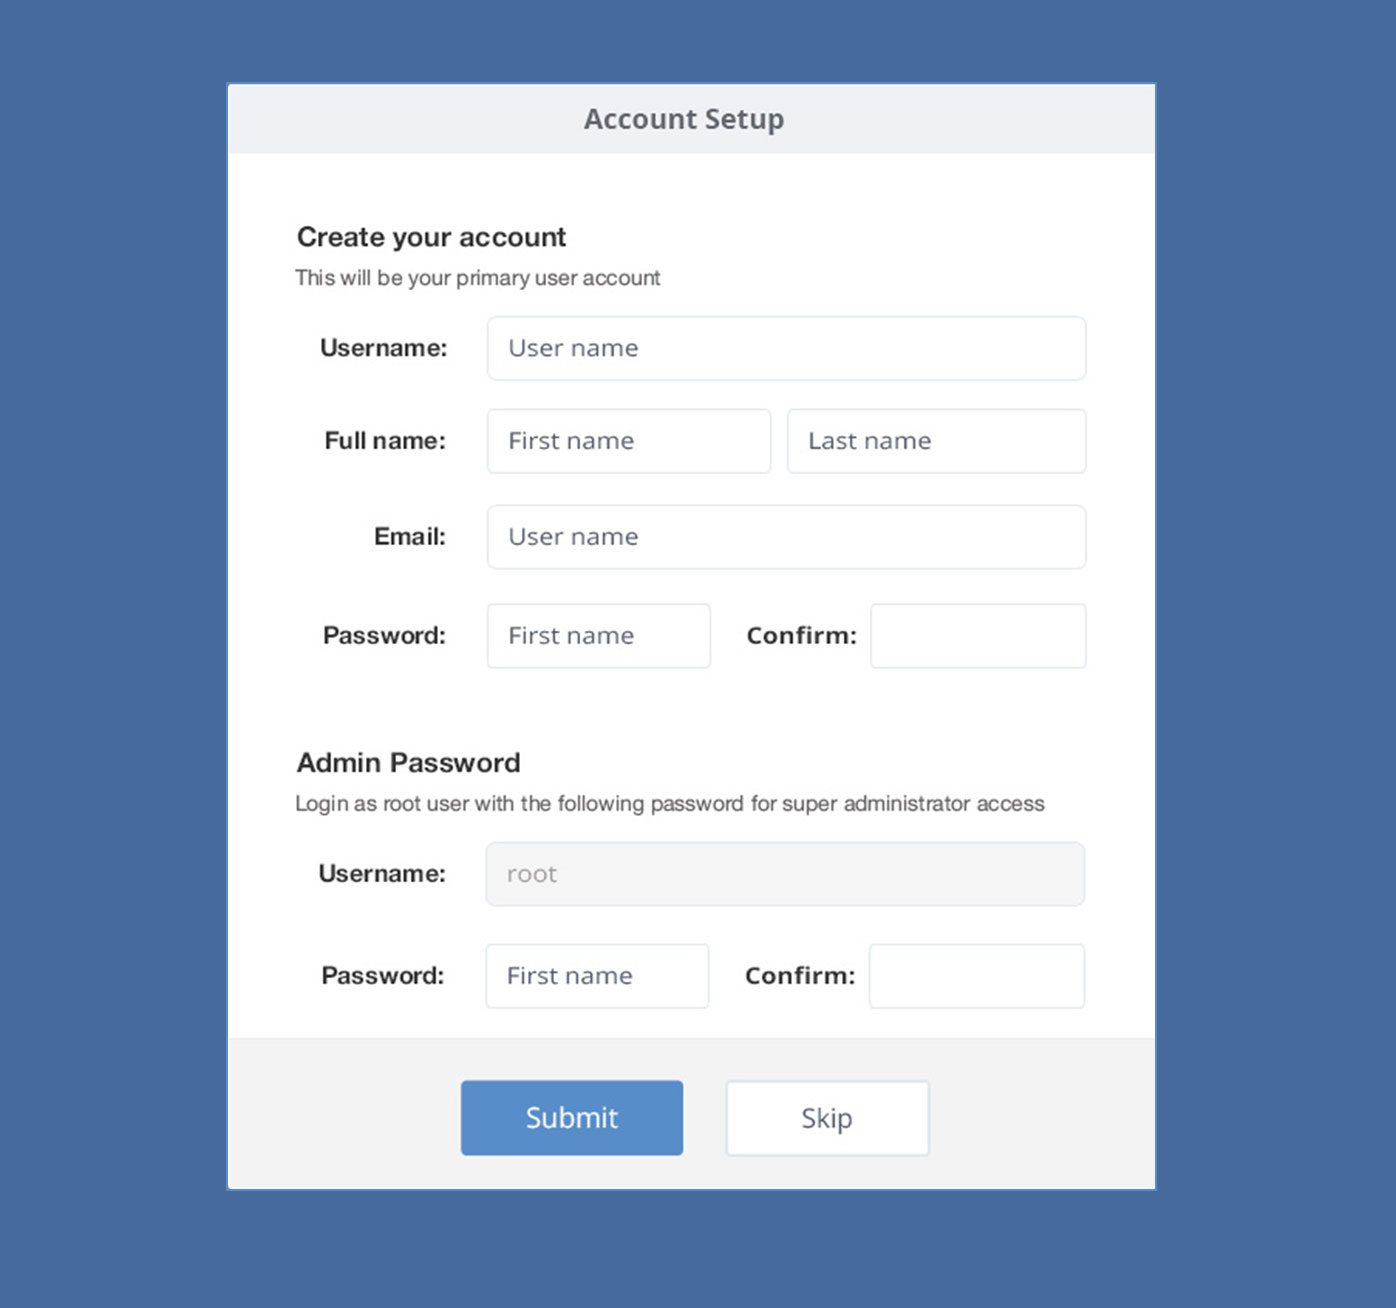 Account Setup
Create your account
This will be your primary user account
Username: User name
Full name: First name Last name
Email: User name
Password: First name Confirm:
Admin Password
Login as root user with the following password for super administrator access
Username: root
Password: First name Confirm:
Submit Skip